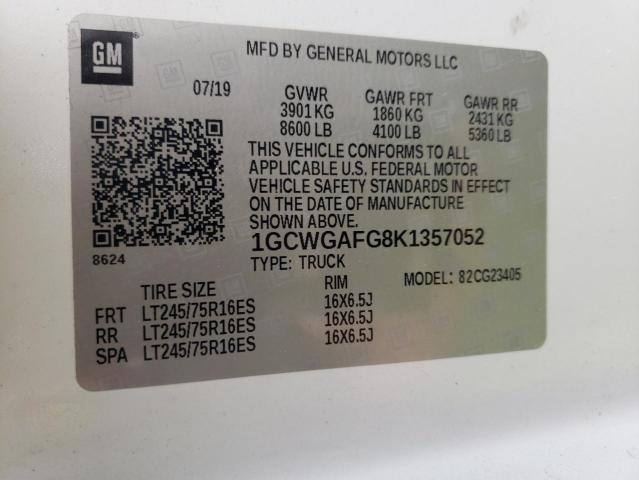 GM
MFD BY GENERAL MOTORS LLC
07/19 GVWR GAWR FRT GAWR RR
3901 KG 1860 KG 2431 KG
8600 LB 4100 LB 5360 LB
THIS VEHICLE CONFORMS TO ALL
APPLICABLE U.S. FEDERAL MOTOR
VEHICLE SAFETY STANDARDS IN EFFECT
ON THE DATE OF MANUFACTURE
SHOWN ABOVE.
1GCWGAFG8K1357052
8624 TYPE: TRUCK
MODEL: 82CG23405
TIRE SIZE RIM
FRT LT245/75R16ES 16X6.5J
RR LT245/75R16ES 16X6.5J
SPA LT245/75R16ES 16X6.5J